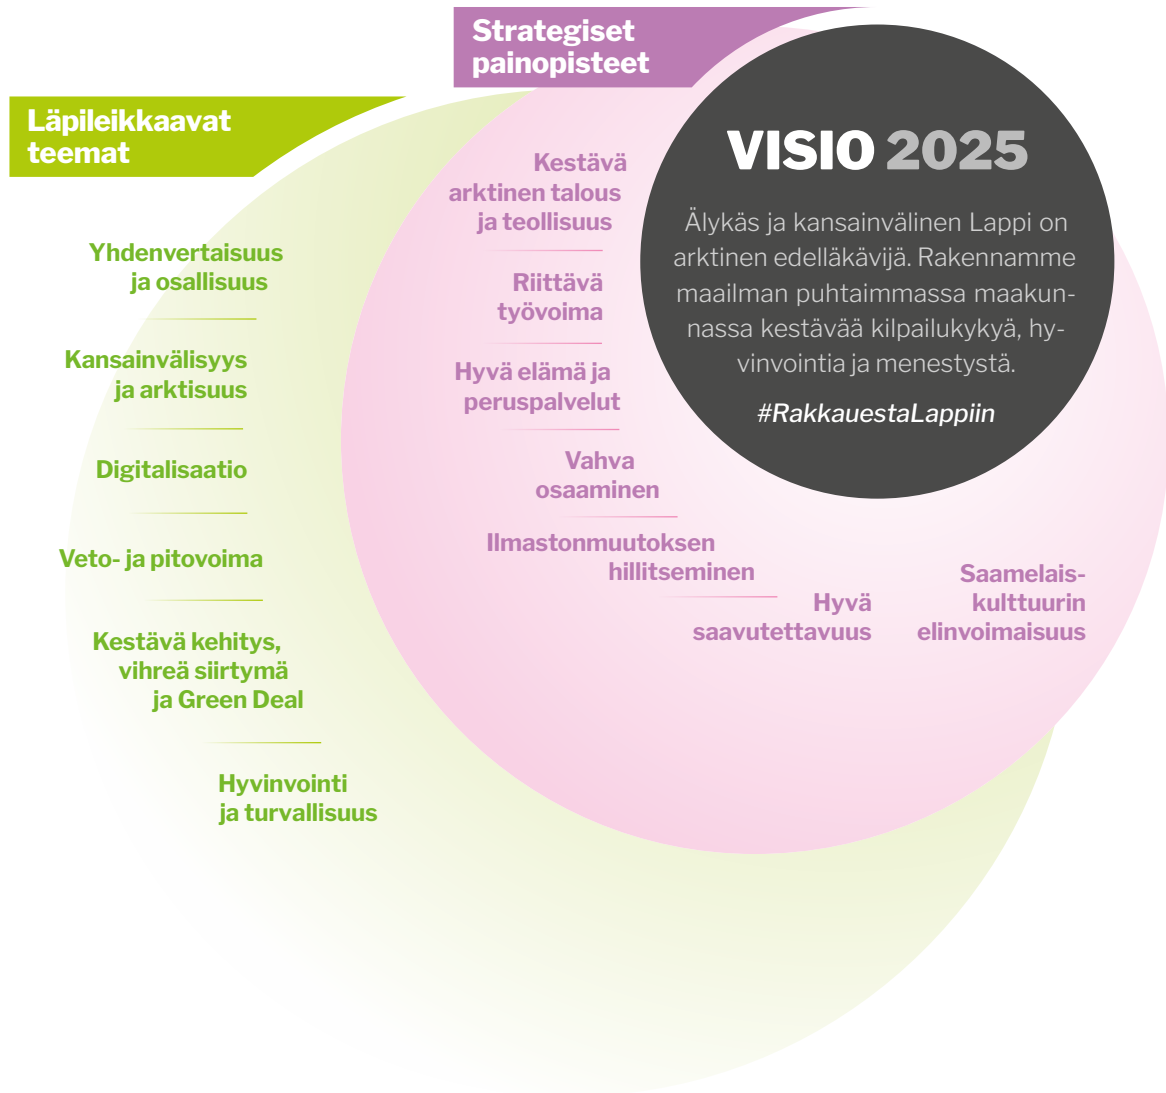 Strategiset
painopisteet
Läpileikkaavat
teemat
VISIO 2025
Älykäs ja kansainvälinen Lappi on
arktinen edelläkävijä. Rakennamme
maailman puhtaimmassa maakun-
nassa kestävää kilpailukykyä, hy-
vinvointia ja menestystä.
#RakkauestaLappiin
Kestävä
arktinen talous
ja teollisuus
Riittävä
työvoima
Hyvä elämä ja
peruspalvelut
Vahva
osaaminen
Ilmastonmuutoksen
hillitseminen
Hyvä
saavutettavuus
Saamelais-
kulttuurin
elinvoimaisuus
Yhdenvertaisuus
ja osallisuus
Kansainvälisyys
ja arktisuus
Digitalisaatio
Veto- ja pitovoima
Kestävä kehitys,
vihreä siirtymä
ja Green Deal
Hyvinvointi
ja turvallisuus